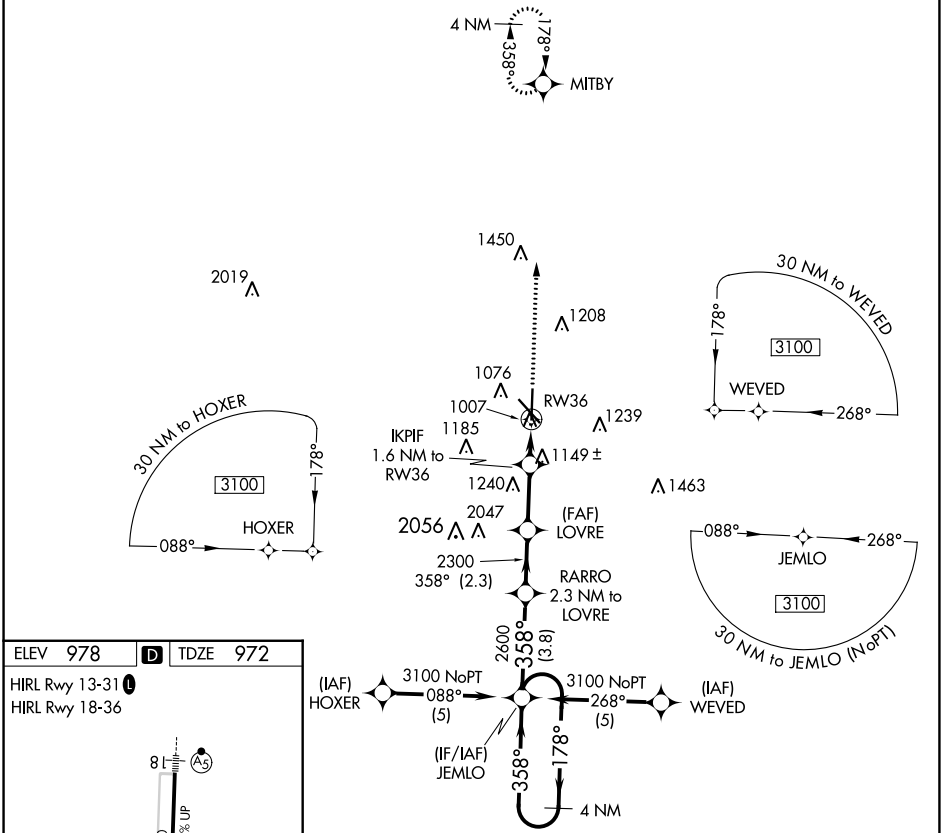 4 NM
178°
358°
MITBY
1450
2019
1208
30 NM to WEVED
178°
3100
WEVED
268°
1076
1007
RW36
1239
1185
IKPIF
1.6 NM to
RW36
1149 ±
1240
1463
30 NM to HOXER
178°
3100
HOXER
088°
2056
2047
(FAF)
LOVRE
2300
358° (2.3)
RARRO
2.3 NM to
LOVRE
088°
268°
JEMLO
3100
30 NM to JEMLO (NoPT)
2600
358°
(3.8)
(IAF)
HOXER
3100 NoPT
088°
(5)
3100 NoPT
268°
(5)
(IAF)
WEVED
(IF/IAF)
JEMLO
358°
178°
4 NM
ELEV 978
D
TDZE 972
HIRL Rwy 13-31 L
HIRL Rwy 18-36
18
A5
% UP